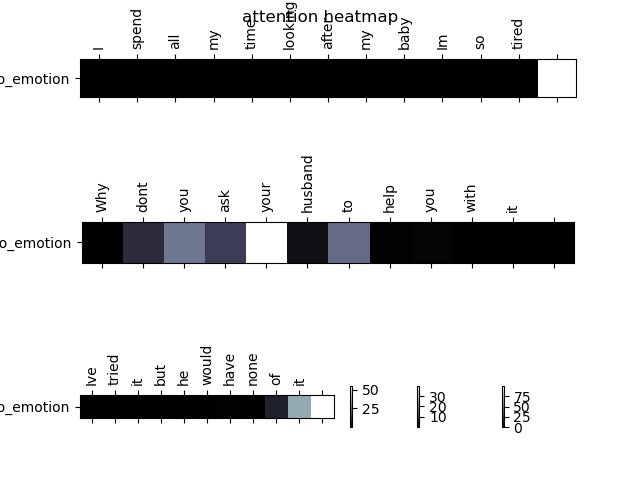 attention heatmap
I spend all my time looking after my baby Im so tired
o_emotion
Why dont you ask your husband to help you with it
o_emotion
Ive tried it but he would have none of it
o_emotion
50
25
30
20
10
75
50
25
0